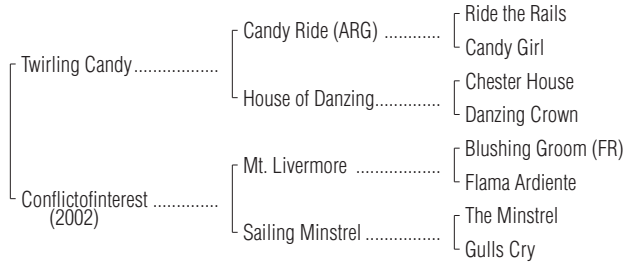 Ride the Rails
Candy Ride (ARG) ............
Candy Girl
Twirling Candy.................
Chester House
House of Danzing..............
Danzing Crown
Blushing Groom (FR)
Mt. Livermore ..................
Flama Ardiente
Conflictofinterest ..............
(2002)
The Minstrel
Sailing Minstrel ................
Gulls Cry